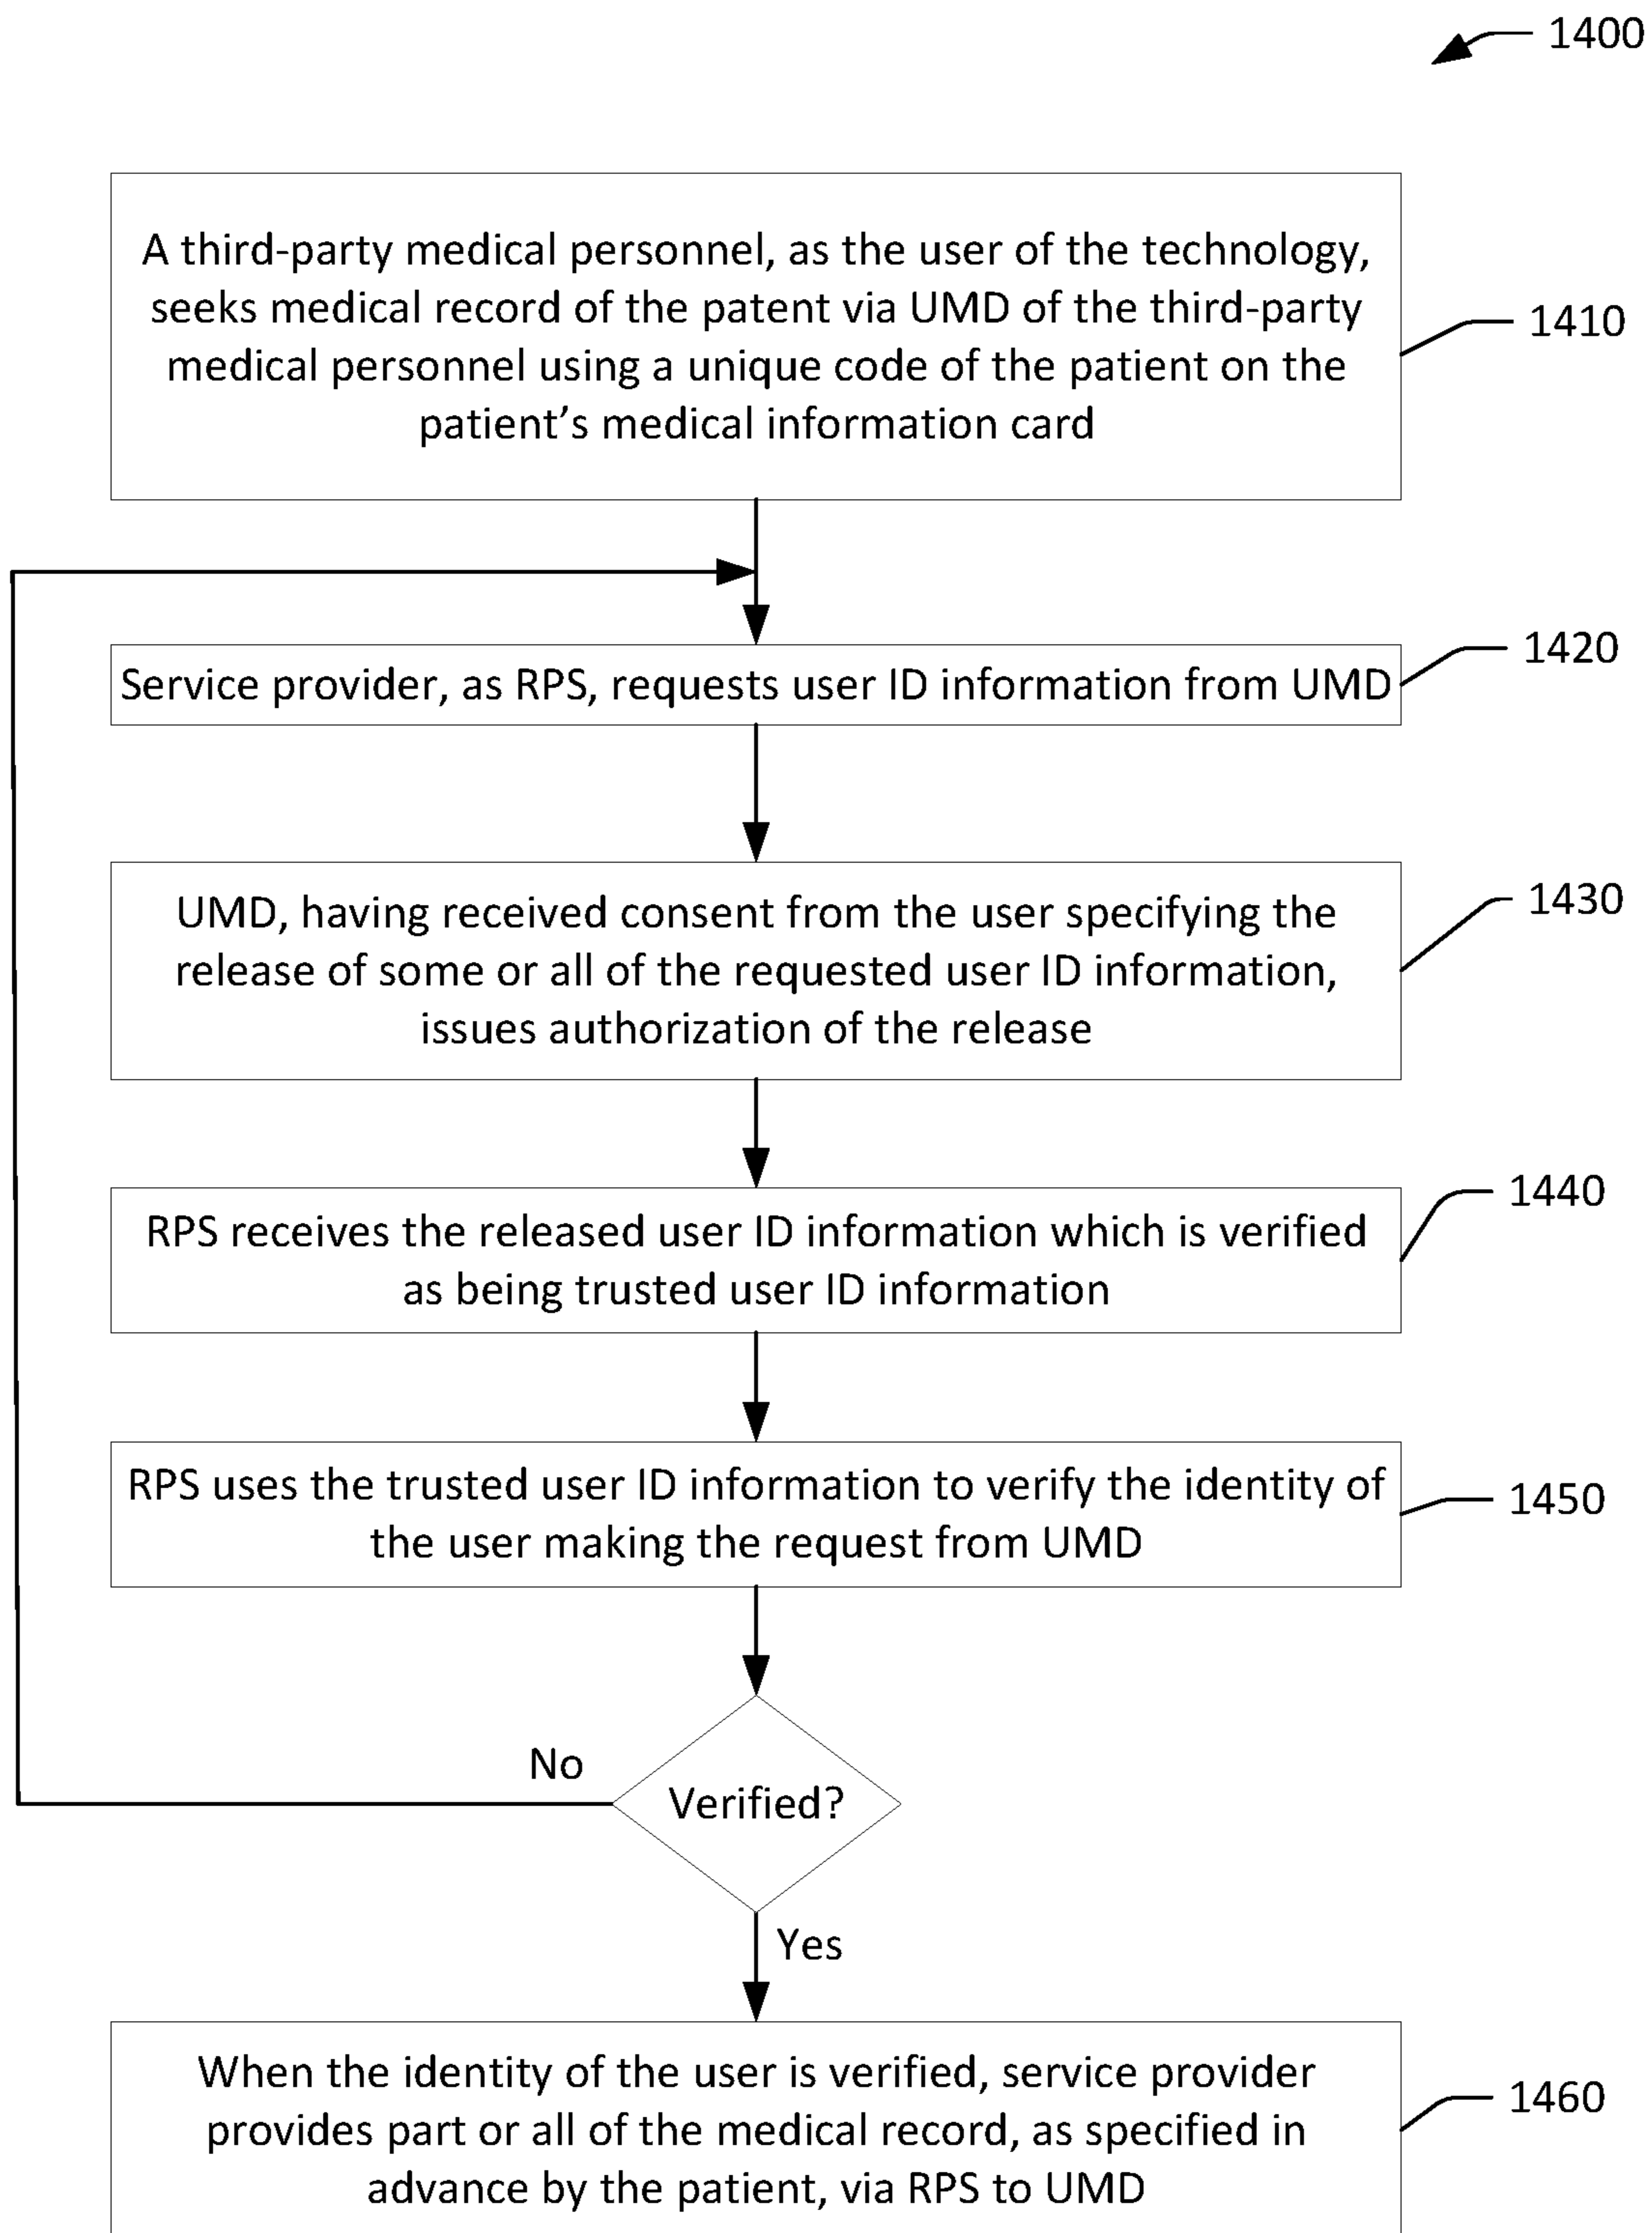 1400
A third-party medical personnel, as the user of the technology,
seeks medical record of the patent via UMD of the third-party
medical personnel using a unique code of the patient on the
patient’s medical information card
1410
Service provider, as RPS, requests user ID information from UMD
1420
UMD, having received consent from the user specifying the
release of some or all of the requested user ID information,
issues authorization of the release
1430
RPS receives the released user ID information which is verified
as being trusted user ID information
1440
RPS uses the trusted user ID information to verify the identity of
the user making the request from UMD
1450
No
Verified?
Yes
When the identity of the user is verified, service provider
provides part or all of the medical record, as specified in
advance by the patient, via RPS to UMD
1460